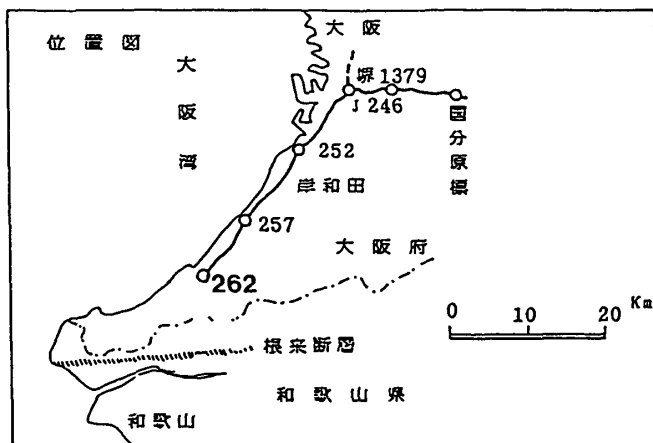 位置図
大阪
大阪湾
堺 1379
J 246
国分原標
252
岸和田
257
大阪府
262
0 20 Km
根来断層
和歌山県
和歌山